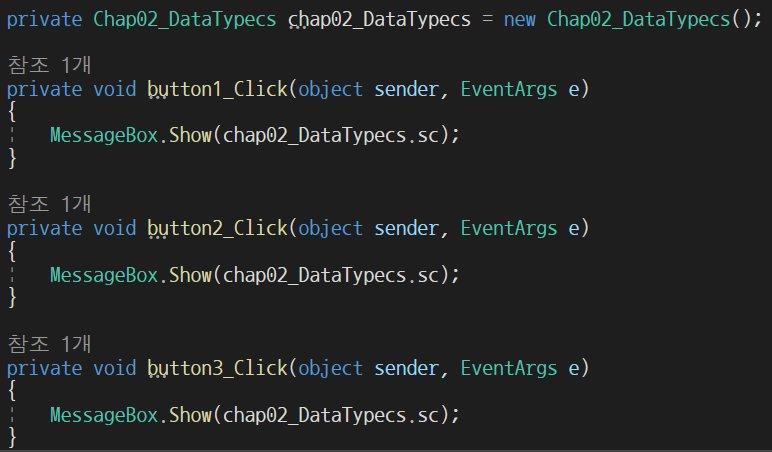 private Chap02_DataTypecs chap02_DataTypecs = new Chap02_DataTypecs();
참조 1개
private void button1_Click(object sender, EventArgs e)
{
MessageBox.Show(chap02_DataTypecs.sc);
}
참조 1개
private void button2_Click(object sender, EventArgs e)
{
MessageBox.Show(chap02_DataTypecs.sc);
}
참조 1개
private void button3_Click(object sender, EventArgs e)
{
MessageBox.Show(chap02_DataTypecs.sc);
}